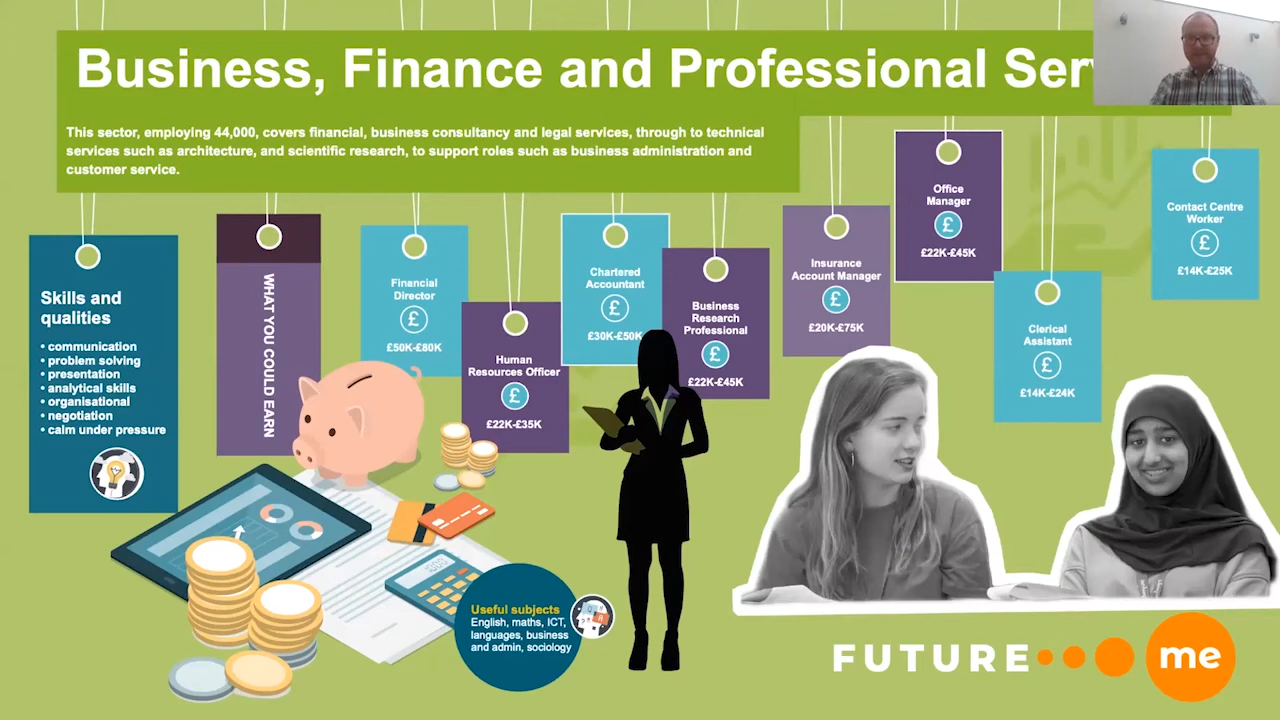 Business, Finance and Professional
This sector, employing 44,000, covers financial, business consultancy and legal services, through to technical
services such as architecture, and scientific research, to support roles such as business administration and
customer service.
Skills and
qualities
• communication
• problem solving
• presentation
• analytical skills
• organisational
• negotiation
• calm under pressure
WHAT YOU COULD EARN
Financial
Director
£
£50K-£80K
Human
Resources Officer
£
£22K-£35K
Chartered
Accountant
£
£30K-£50K
Business
Research
Professional
£
£22K-£45K
Insurance
Account Manager
£
£20K-£75K
Office
Manager
£
£22K-£45K
Clerical
Assistant
£
£14K-£24K
Contact Centre
Worker
£
£14K-£25K
Useful subjects
English, maths, ICT,
languages, business
and admin, sociology
FUTURE me